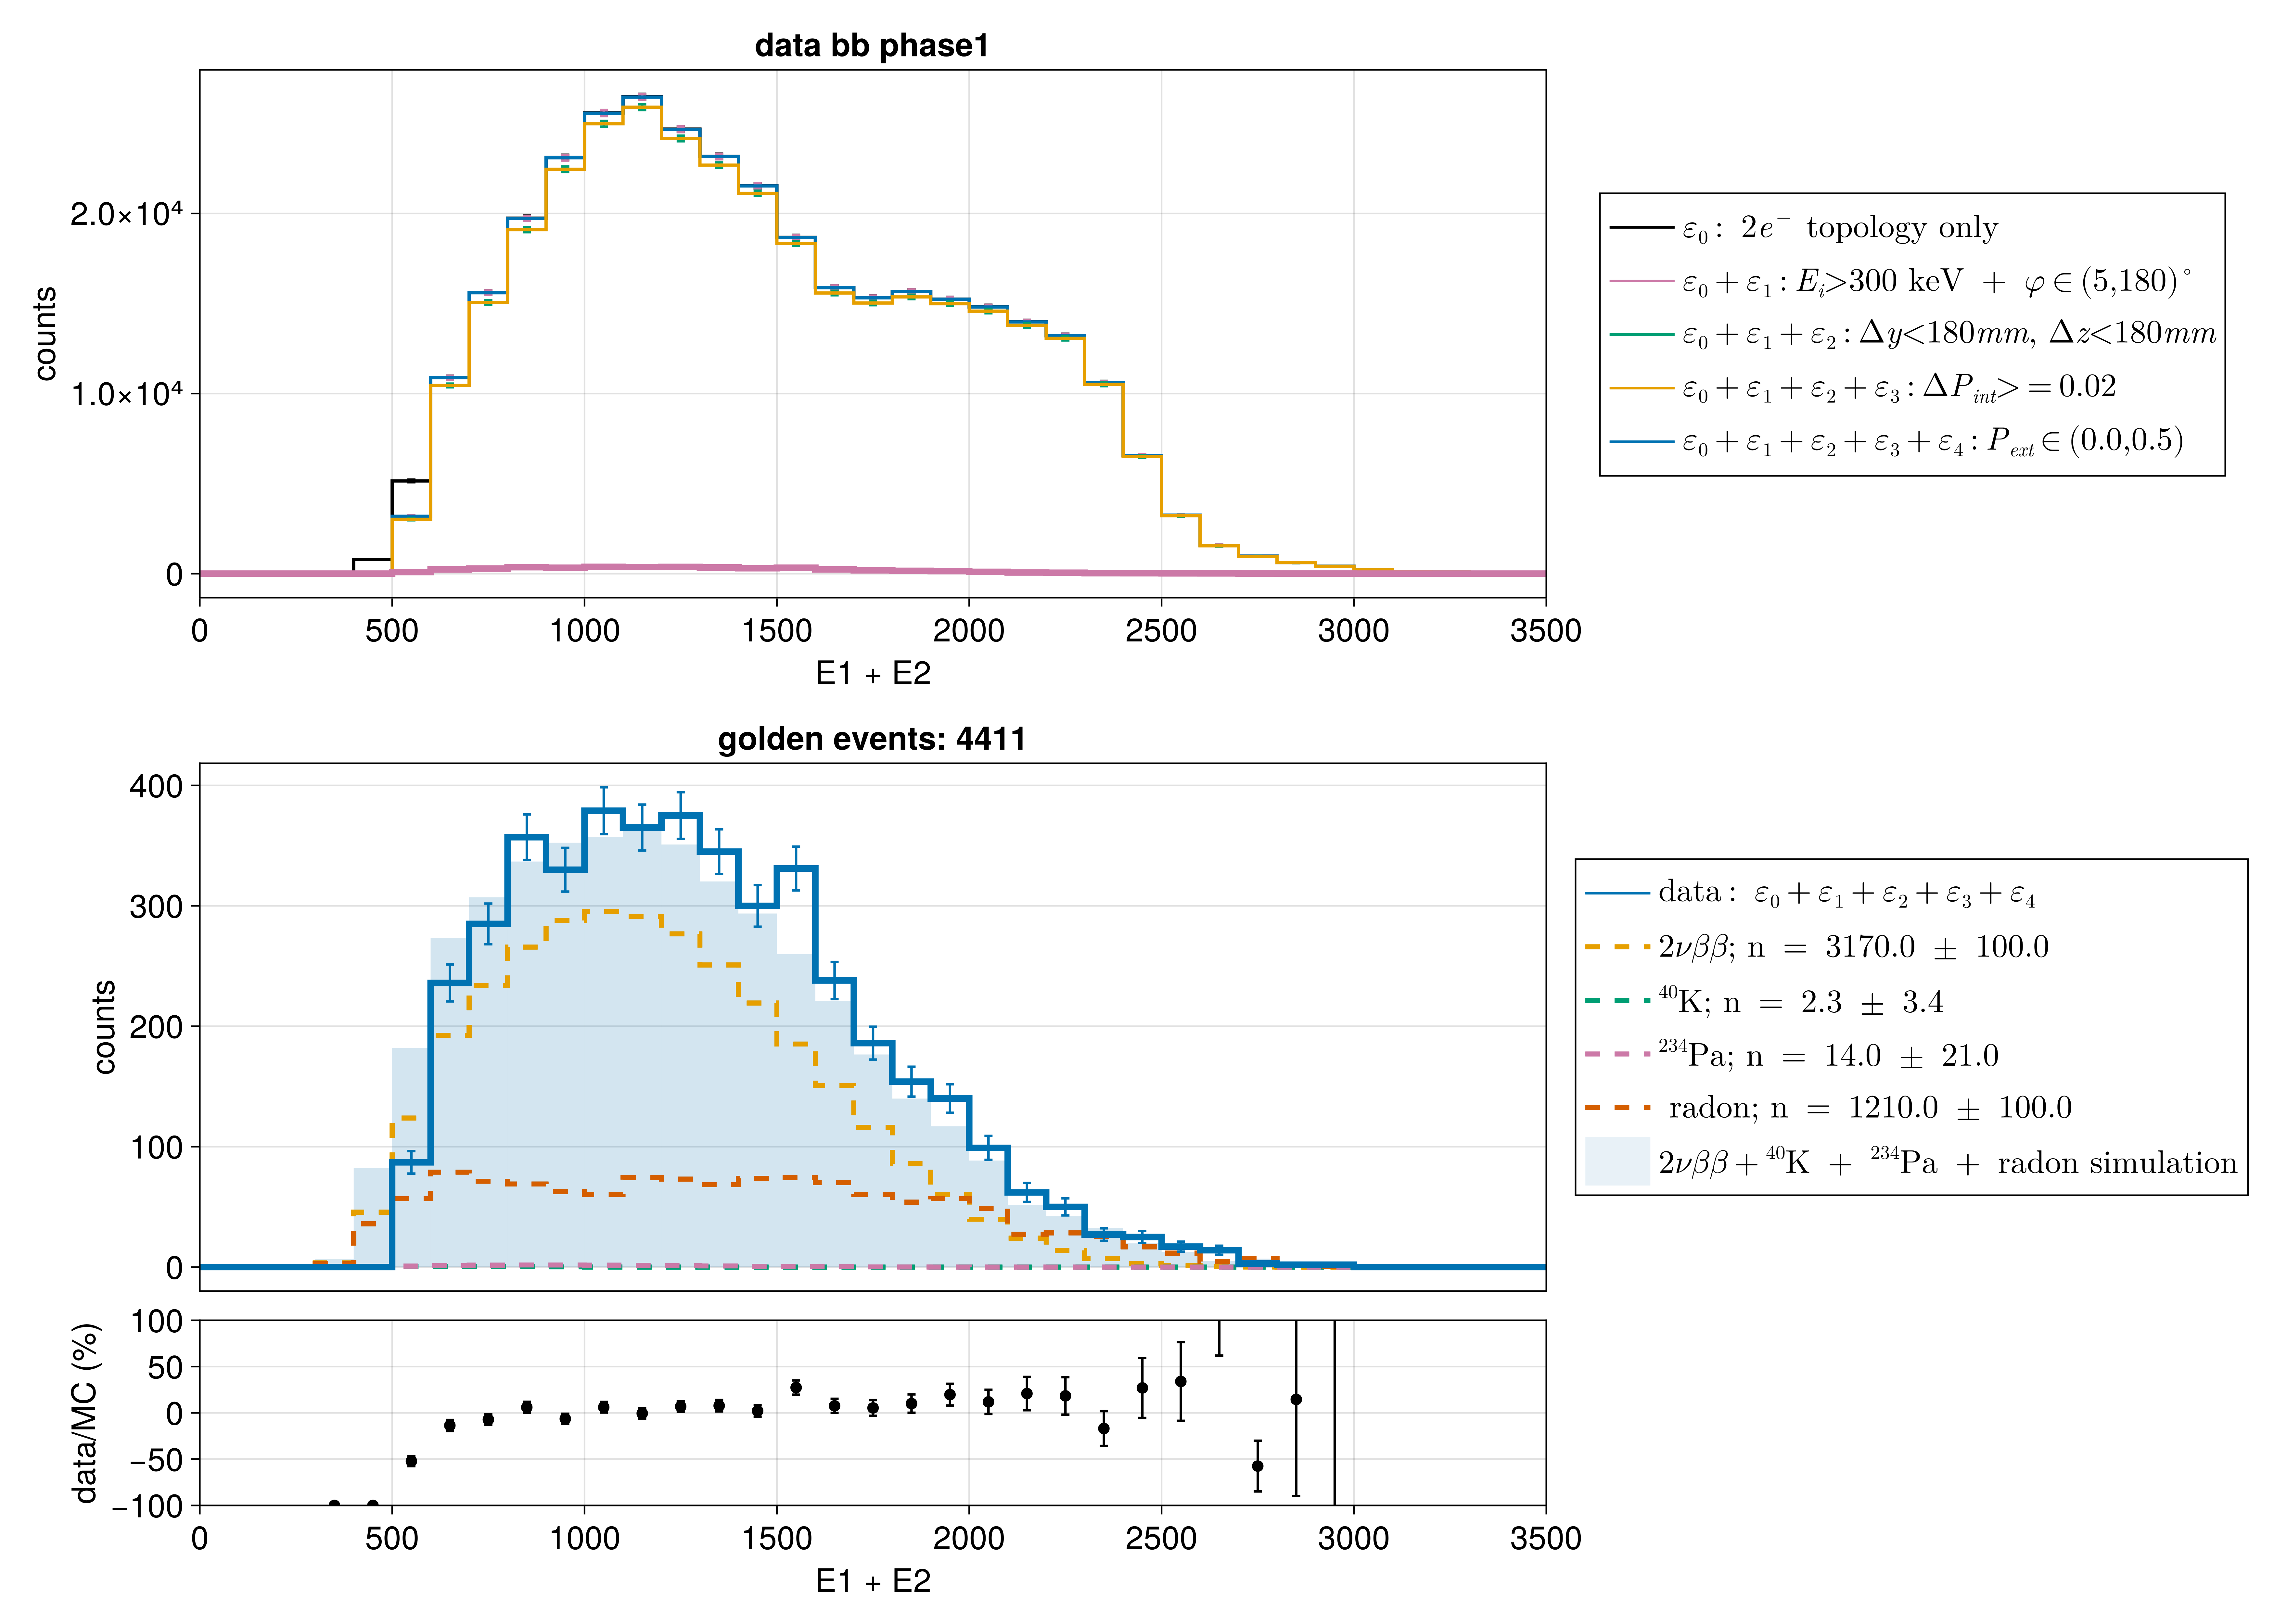 data bb phase1
counts
2.0×10⁴
1.0×10⁴
0
0 500 1000 1500 2000 2500 3000 3500
E1 + E2
ε₀ : 2e⁻ topology only
ε₀ + ε₁ : Eᵢ>300 keV + φ ∈ (5,180)°
ε₀ + ε₁ + ε₂ : Δy<180mm, Δz<180mm
ε₀ + ε₁ + ε₂ + ε₃ : ΔP_int> = 0.02
ε₀ + ε₁ + ε₂ + ε₃ + ε₄ : P_ext ∈ (0.0,0.5)
golden events: 4411
counts
400
300
200
100
0
data : ε₀ + ε₁ + ε₂ + ε₃ + ε₄
2νββ; n = 3170.0 ± 100.0
⁴⁰K; n = 2.3 ± 3.4
²³⁴Pa; n = 14.0 ± 21.0
radon; n = 1210.0 ± 100.0
2νββ + ⁴⁰K + ²³⁴Pa + radon simulation
data/MC (%)
100
50
0
−50
−100
0 500 1000 1500 2000 2500 3000 3500
E1 + E2